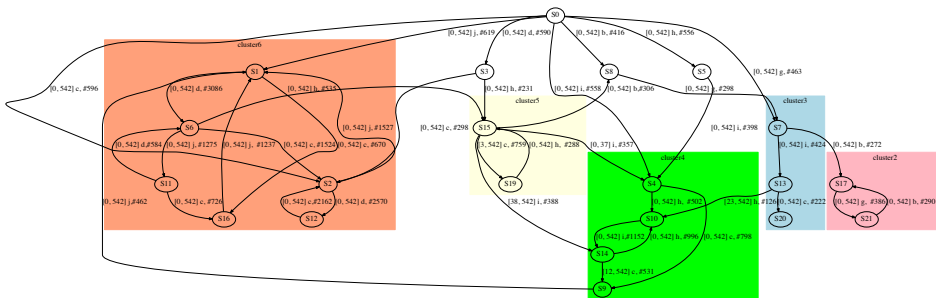 S0
[0, 542] j, #619
[0, 542] d, #590
[0, 542] b, #416
[0, 542] h, #556
cluster6
S1
S3
S8
S5
[0, 542] g, #463
[0, 542] c, #596
[0, 542] d, #3086
[0, 542] h, #535
[0, 542] h, #231
[0, 542] i, #558
[0, 542] b,#306
[0, 542] g, #298
cluster5
cluster3
S6
[0, 542] j, #1527
[0, 542] c, #298
S15
[0, 542] i, #398
S7
[0, 542] d,#584
[0, 542] j, #1275
[0, 542] j, #1237
[0, 542] c, #1524
[0, 542] c, #670
[3, 542] c, #759
[0, 542] h, #288
[0, 37] i, #357
[0, 542] i, #424
[0, 542] b, #272
cluster4
cluster2
S11
S2
S19
S4
S13
S17
[0, 542] j,#462
[0, 542] c, #726
[0, 542] c,#2162
[0, 542] d, #2570
[38, 542] i, #388
[0, 542] h, #502
[23, 542] h, #126
[0, 542] c, #222
[0, 542] g, #386
[0, 542] b, #290
S16
S12
S10
S20
S21
[0, 542] i,#1152
[0, 542] h, #996
[0, 542] c, #798
S14
[12, 542] c, #531
S9